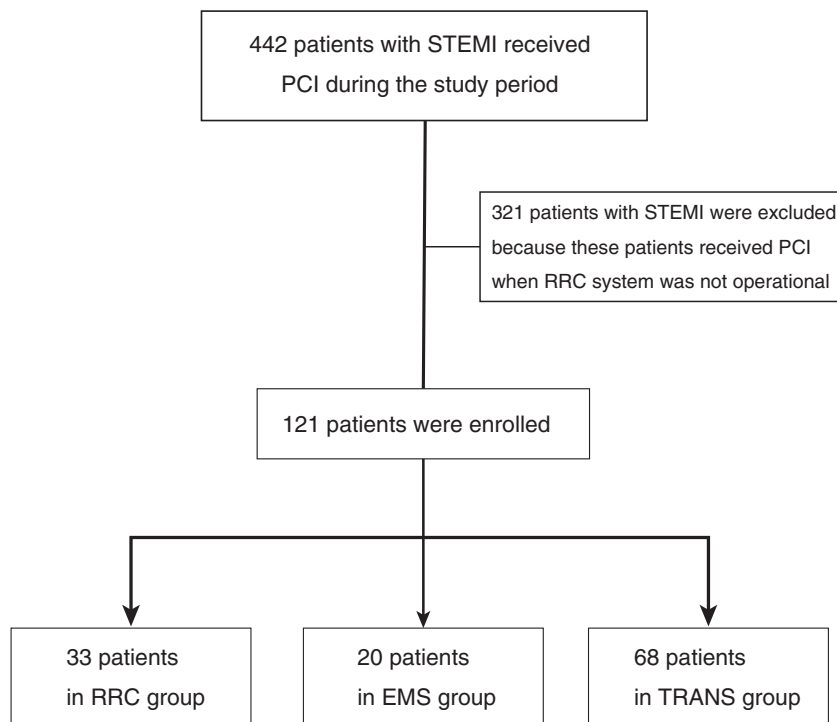 442 patients with STEMI received
PCI during the study period
321 patients with STEMI were excluded
because these patients received PCI
when RRC system was not operational
121 patients were enrolled
33 patients
in RRC group
20 patients
in EMS group
68 patients
in TRANS group